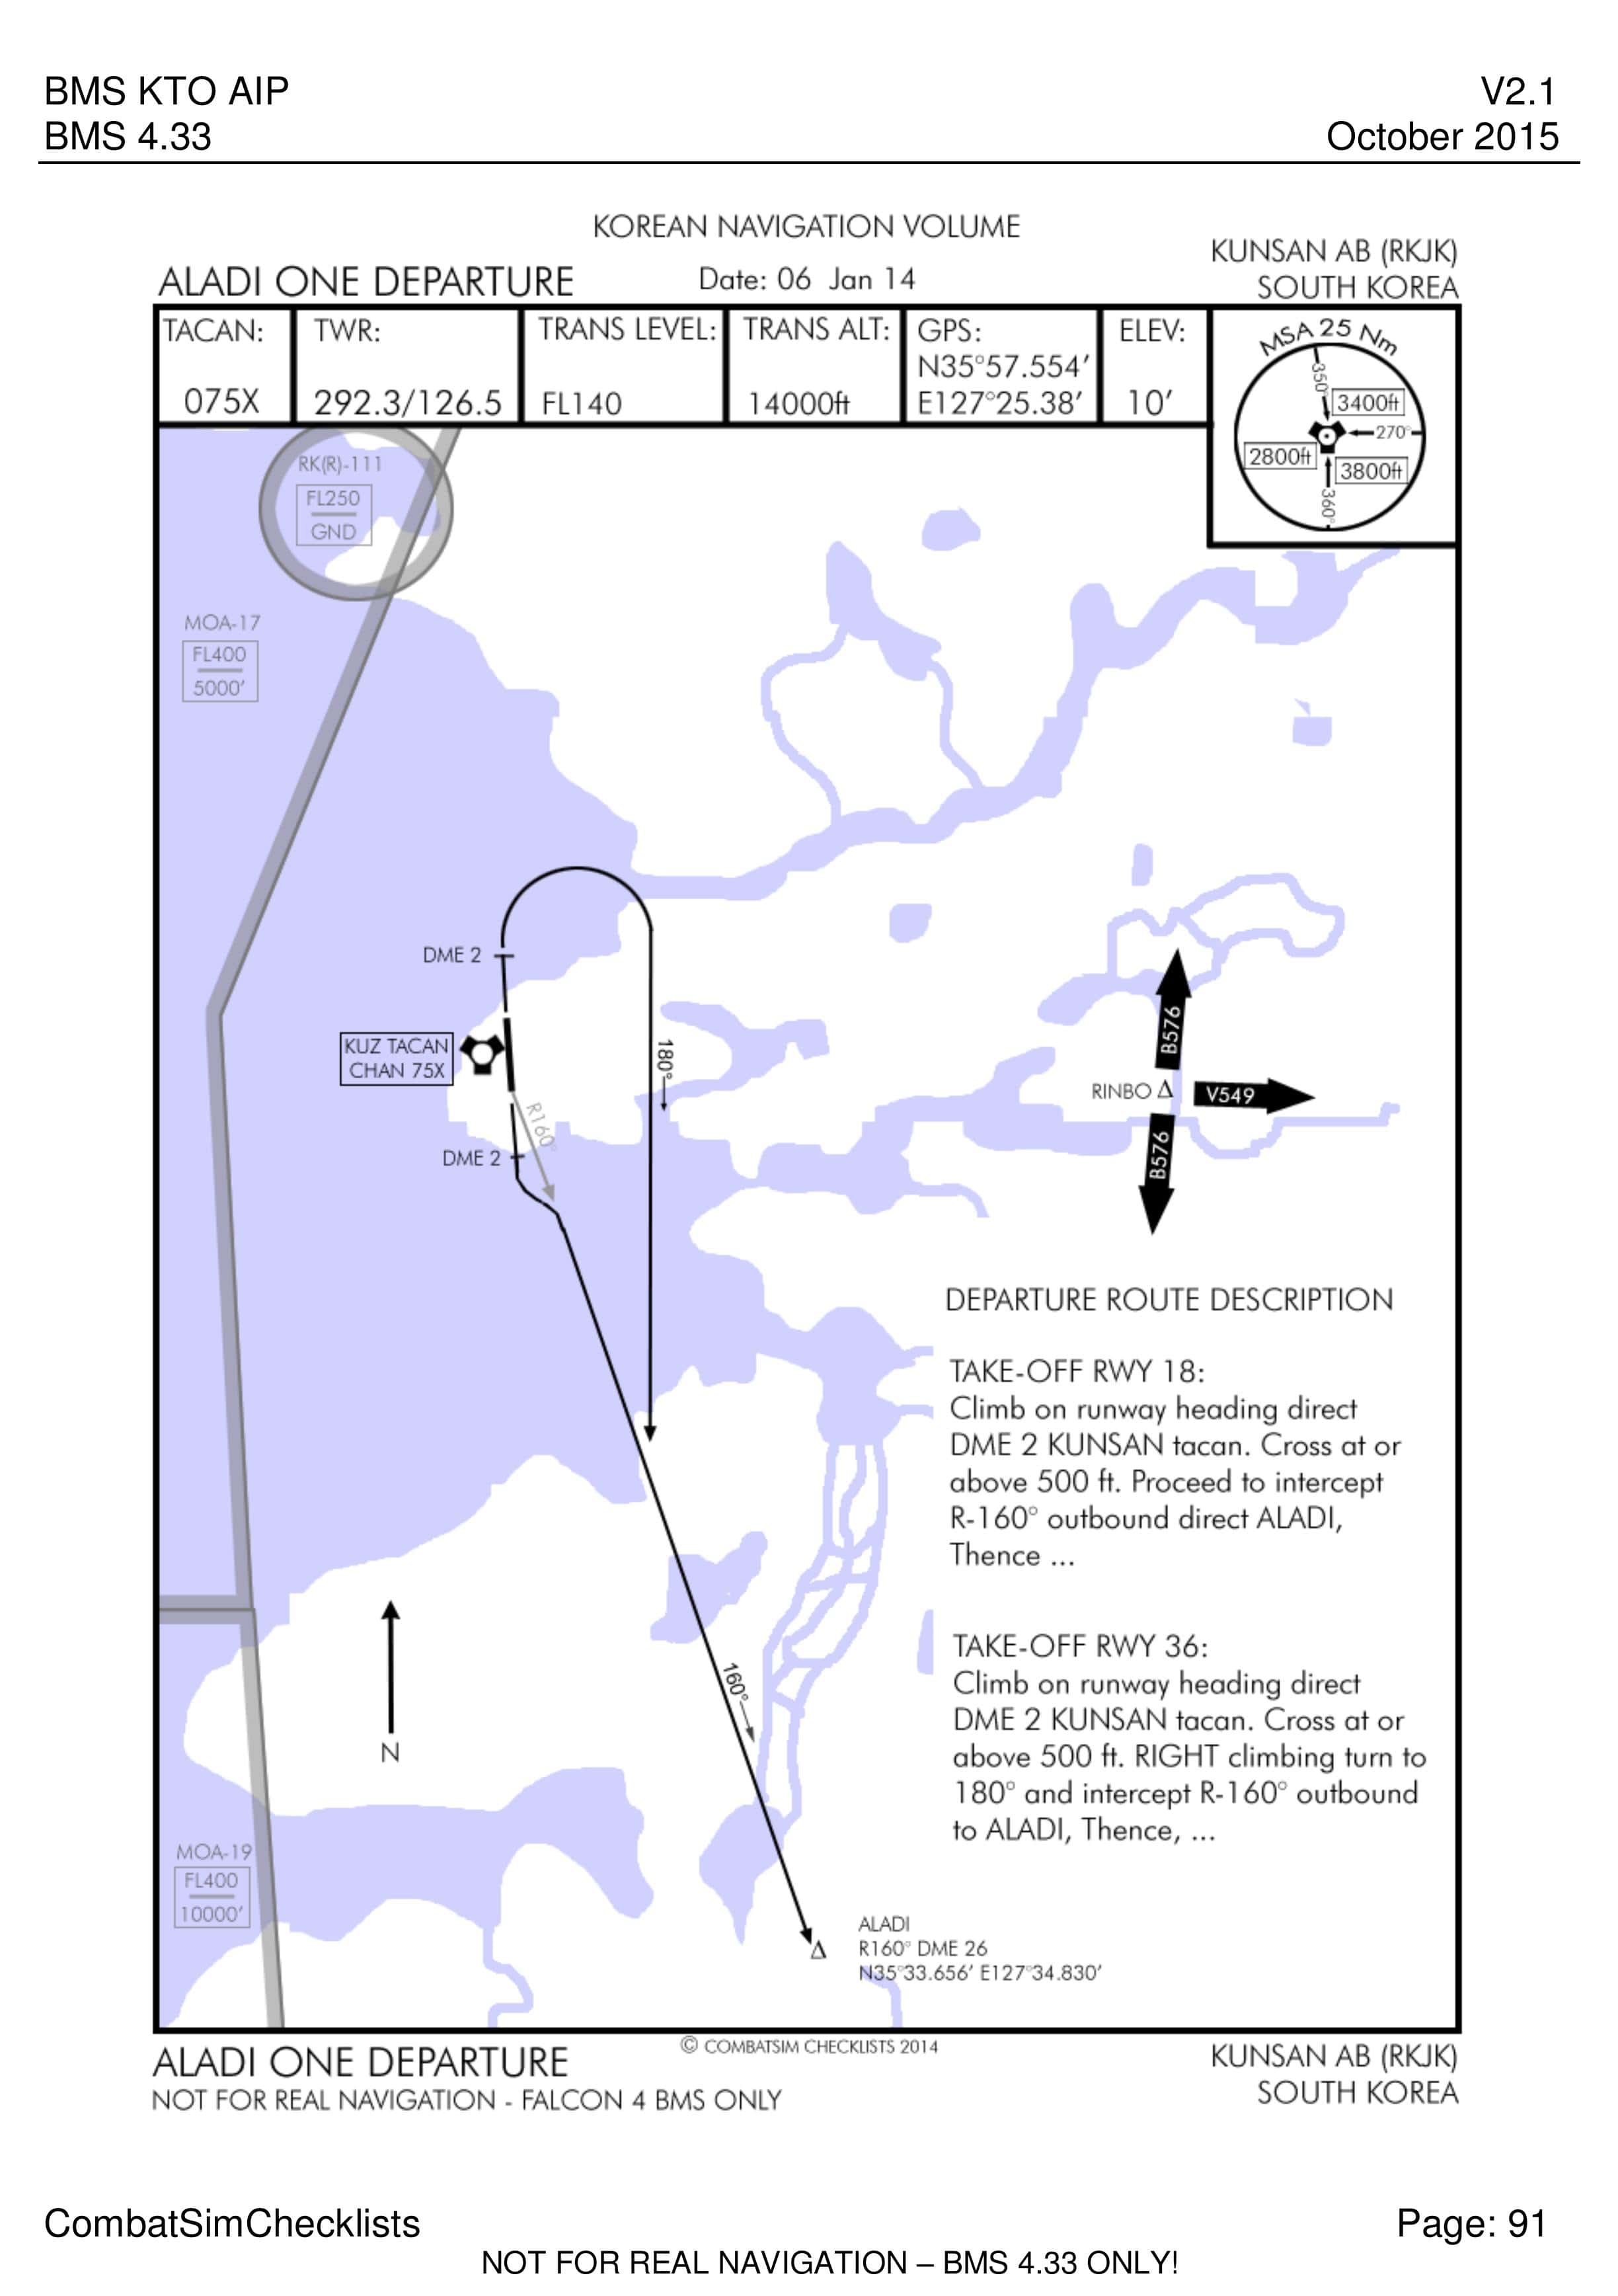 BMS KTO AIP
V2.1
BMS 4.33
October 2015
KOREAN NAVIGATION VOLUME
ALADI ONE DEPARTURE
Date: 06 Jan 14
KUNSAN AB (RKJK)
SOUTH KOREA
TACAN:
075X
TWR:
292.3/126.5
TRANS LEVEL:
FL140
TRANS ALT:
14000ft
GPS:
N35°57.554′
E127°25.38′
ELEV:
10′
MSA 25 Nm
350°
3400ft
270°
2800ft
3800ft
360°
RK(R)-111
FL250
GND
MOA-17
FL400
5000′
DME 2
KUZ TACAN
CHAN 75X
180°
R160°
DME 2
B576
RINBO
V549
B576
DEPARTURE ROUTE DESCRIPTION
TAKE-OFF RWY 18:
Climb on runway heading direct
DME 2 KUNSAN tacan. Cross at or
above 500 ft. Proceed to intercept
R-160° outbound direct ALADI,
Thence ...
TAKE-OFF RWY 36:
Climb on runway heading direct
DME 2 KUNSAN tacan. Cross at or
above 500 ft. RIGHT climbing turn to
180° and intercept R-160° outbound
to ALADI, Thence, ...
160°
N
MOA-19
FL400
10000′
ALADI
R160° DME 26
N35°33.656′ E127°34.830′
© COMBATSIM CHECKLISTS 2014
ALADI ONE DEPARTURE
NOT FOR REAL NAVIGATION - FALCON 4 BMS ONLY
KUNSAN AB (RKJK)
SOUTH KOREA
CombatSimChecklists
Page: 91
NOT FOR REAL NAVIGATION – BMS 4.33 ONLY!